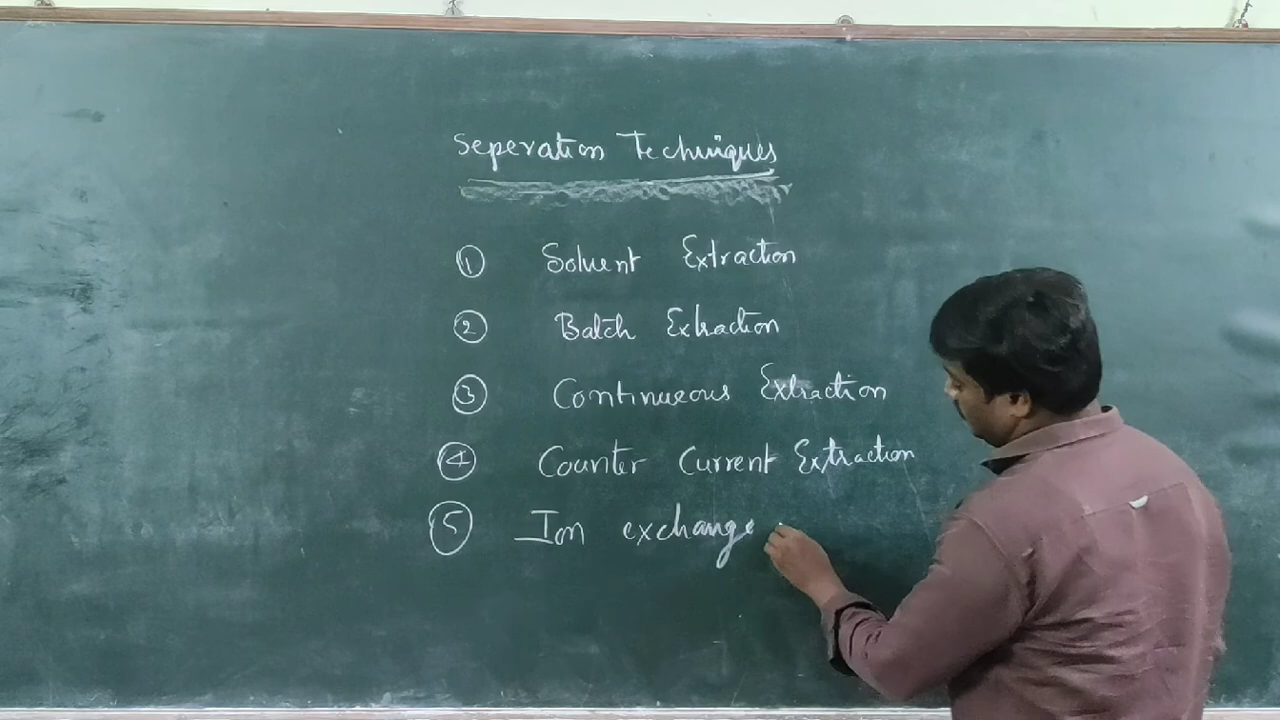 Seperation Techniques
① Solvent Extraction
② Batch Extraction
③ Continueous Extraction
④ Counter Current Extraction
⑤ Ion exchange